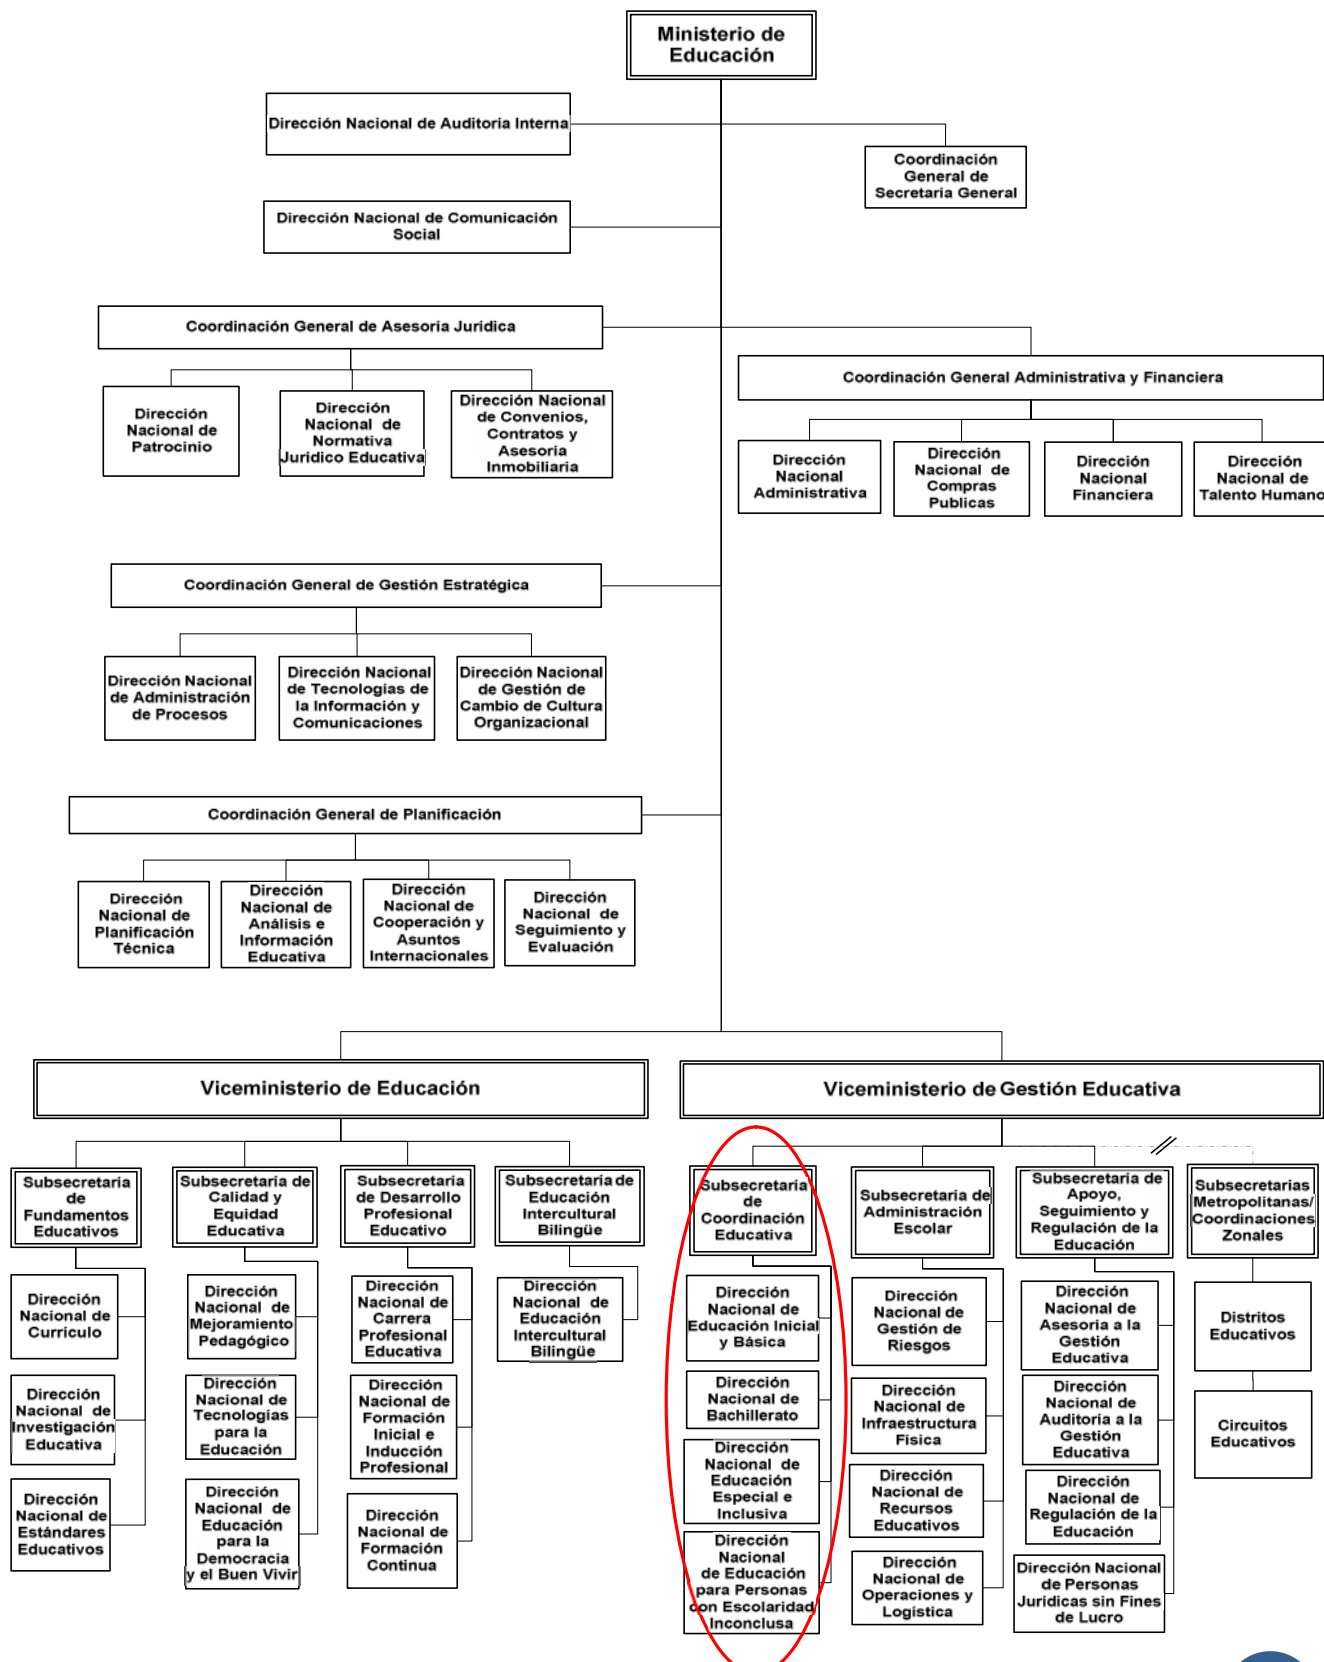 Ministerio de
Educación
Dirección Nacional de Auditoría Interna
Coordinación
General de
Secretaría General
Dirección Nacional de Comunicación
Social
Coordinación General de Asesoría Jurídica
Coordinación General Administrativa y Financiera
Dirección
Nacional de
Patrocinio
Dirección
Nacional de
Normativa
Jurídico Educativa
Dirección Nacional
de Convenios,
Contratos y
Asesoría
Inmobiliaria
Dirección
Nacional
Administrativa
Dirección
Nacional de
Compras
Publicas
Dirección
Nacional
Financiera
Dirección
Nacional de
Talento Humano
Coordinación General de Gestión Estratégica
Dirección Nacional
de Administración
de Procesos
Dirección Nacional
de Tecnologías de
la Información y
Comunicaciones
Dirección Nacional
de Gestión de
Cambio de Cultura
Organizacional
Coordinación General de Planificación
Dirección
Nacional de
Planificación
Técnica
Dirección
Nacional de
Análisis e
Información
Educativa
Dirección
Nacional de
Cooperación y
Asuntos
Internacionales
Dirección
Nacional de
Seguimiento y
Evaluación
Viceministerio de Educación
Viceministerio de Gestión Educativa
Subsecretaría
de
Fundamentos
Educativos
Subsecretaría de
Calidad y
Equidad
Educativa
Subsecretaría
de Desarrollo
Profesional
Educativo
Subsecretaría de
Educación
Intercultural
Bilingüe
Subsecretaría
de
Coordinación
Educativa
Subsecretaría de
Administración
Escolar
Subsecretaría de
Apoyo,
Seguimiento y
Regulación de la
Educación
Subsecretarias
Metropolitanas/
Coordinaciones
Zonales
Dirección
Nacional de
Currículo
Dirección
Nacional de
Mejoramiento
Pedagógico
Dirección
Nacional de
Carrera
Profesional
Educativa
Dirección
Nacional de
Educación
Intercultural
Bilingüe
Dirección
Nacional de
Educación Inicial
y Básica
Dirección
Nacional de
Gestión de
Riesgos
Dirección
Nacional de
Asesoría a la
Gestión
Educativa
Distritos
Educativos
Dirección
Nacional de
Investigación
Educativa
Dirección
Nacional de
Tecnologías
para la
Educación
Dirección
Nacional de
Formación
Inicial e
Inducción
Profesional
Dirección
Nacional de
Bachillerato
Dirección
Nacional de
Infraestructura
Física
Dirección
Nacional de
Auditoría a la
Gestión
Educativa
Circuitos
Educativos
Dirección
Nacional de
Estándares
Educativos
Dirección
Nacional de
Educación
para la
Democracia
y el Buen Vivir
Dirección
Nacional de
Formación
Continua
Dirección
Nacional de
Educación
Especial e
Inclusiva
Dirección
Nacional de
Recursos
Educativos
Dirección
Nacional de
Regulación de la
Educación
Dirección
Nacional
de Educación
para Personas
con Escolaridad
Inconclusa
Dirección
Nacional de
Operaciones y
Logística
Dirección Nacional
de Personas
Jurídicas sin Fines
de Lucro